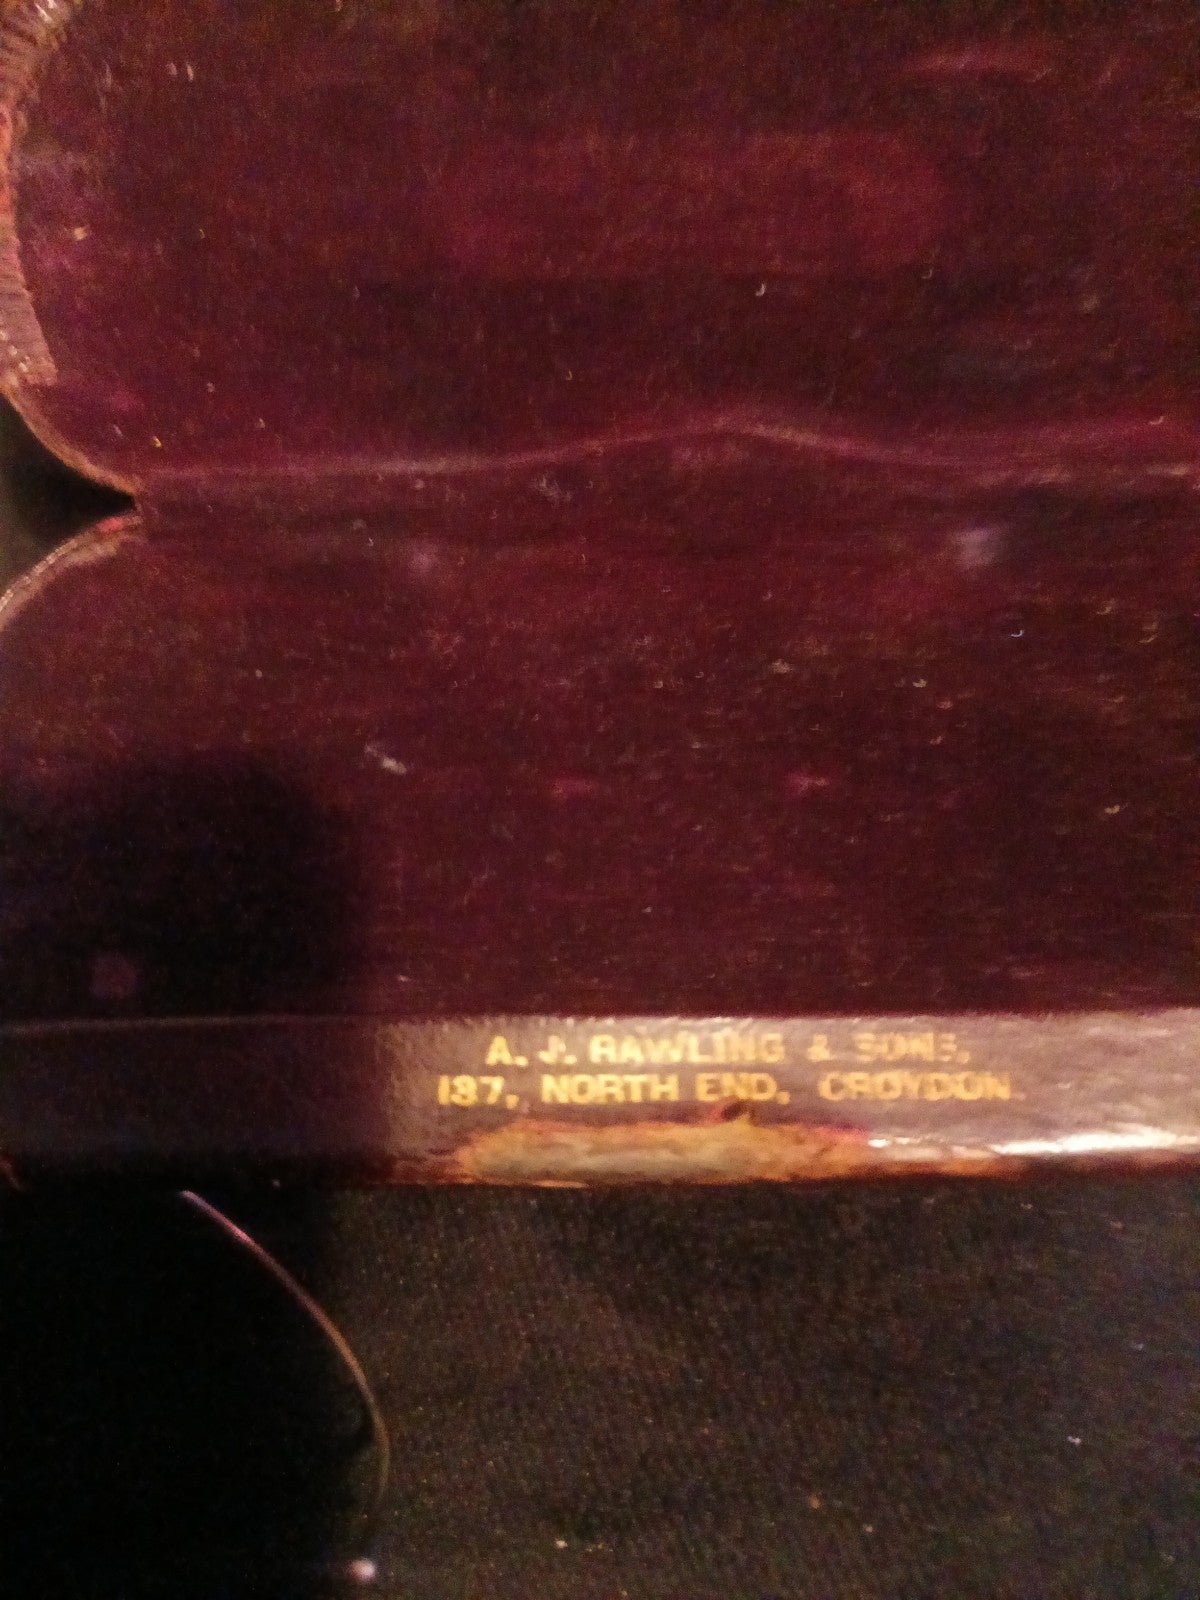 A. J. RAWLING & SONS,
137, NORTH END, CROYDON.